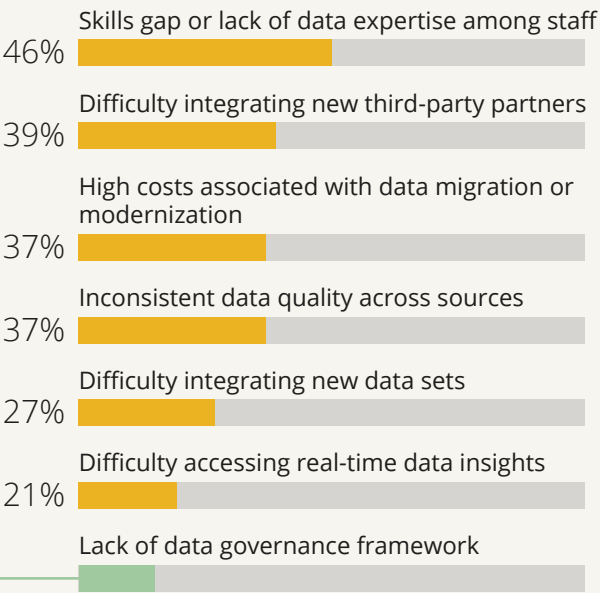 Skills gap or lack of data expertise among staff
46%
Difficulty integrating new third-party partners
39%
High costs associated with data migration or
modernization
37%
Inconsistent data quality across sources
37%
Difficulty integrating new data sets
27%
Difficulty accessing real-time data insights
21%
Lack of data governance framework